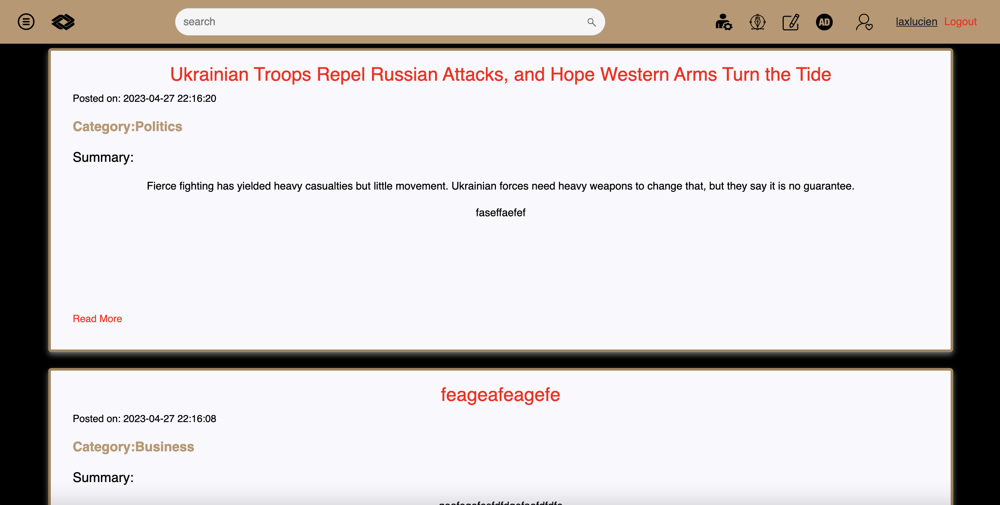 search
AD
laxlucien Logout
Ukrainian Troops Repel Russian Attacks, and Hope Western Arms Turn the Tide
Posted on: 2023-04-27 22:16:20
Category:Politics
Summary:
Fierce fighting has yielded heavy casualties but little movement. Ukrainian forces need heavy weapons to change that, but they say it is no guarantee.
faseffaefef
Read More
feageafeagefe
Posted on: 2023-04-27 22:16:08
Category:Business
Summary: